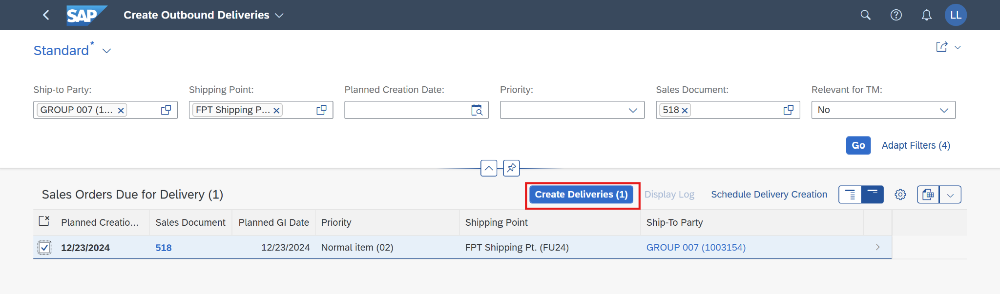 SAP Create Outbound Deliveries LL
Standard*
Ship-to Party: Shipping Point: Planned Creation Date: Priority: Sales Document: Relevant for TM:
GROUP 007 (1... FPT Shipping P... 518 No
Go Adapt Filters (4)
Sales Orders Due for Delivery (1) Create Deliveries (1) Display Log Schedule Delivery Creation
Planned Creatio... Sales Document Planned GI Date Priority Shipping Point Ship-To Party
12/23/2024 518 12/23/2024 Normal item (02) FPT Shipping Pt. (FU24) GROUP 007 (1003154)